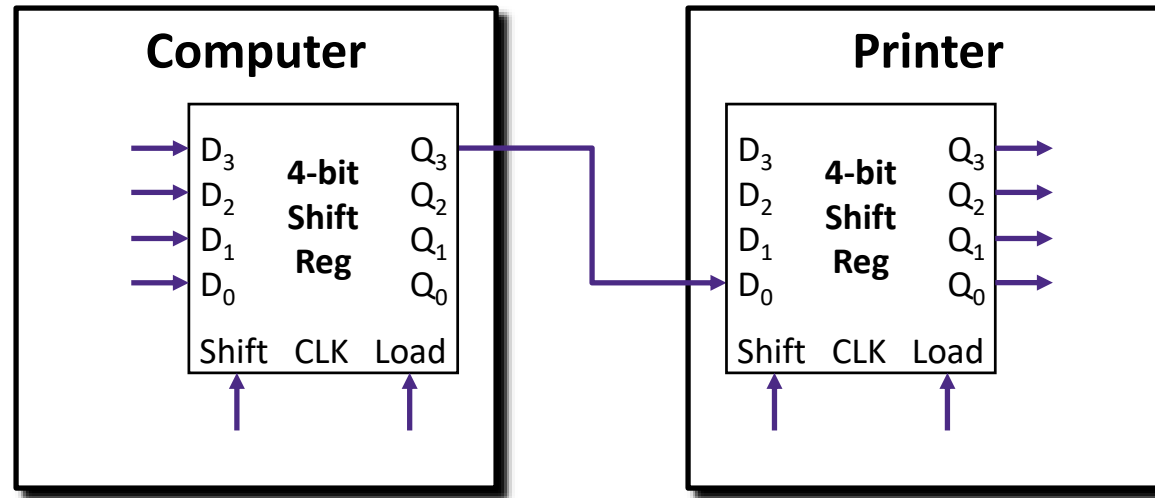 Computer
D₃ 4-bit Q₃
D₂ Shift Q₂
D₁ Reg Q₁
D₀ Q₀
Shift CLK Load
Printer
D₃ 4-bit Q₃
D₂ Shift Q₂
D₁ Reg Q₁
D₀ Q₀
Shift CLK Load